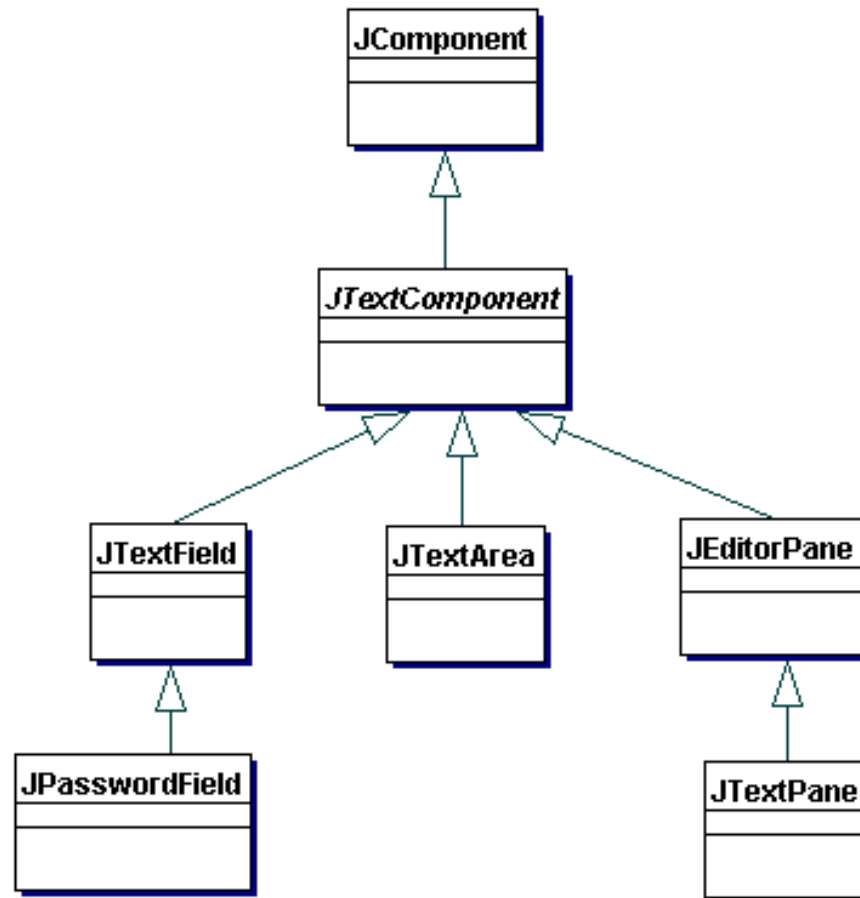 JComponent
JTextComponent
JTextField
JTextArea
JEditorPane
JPasswordField
JTextPane